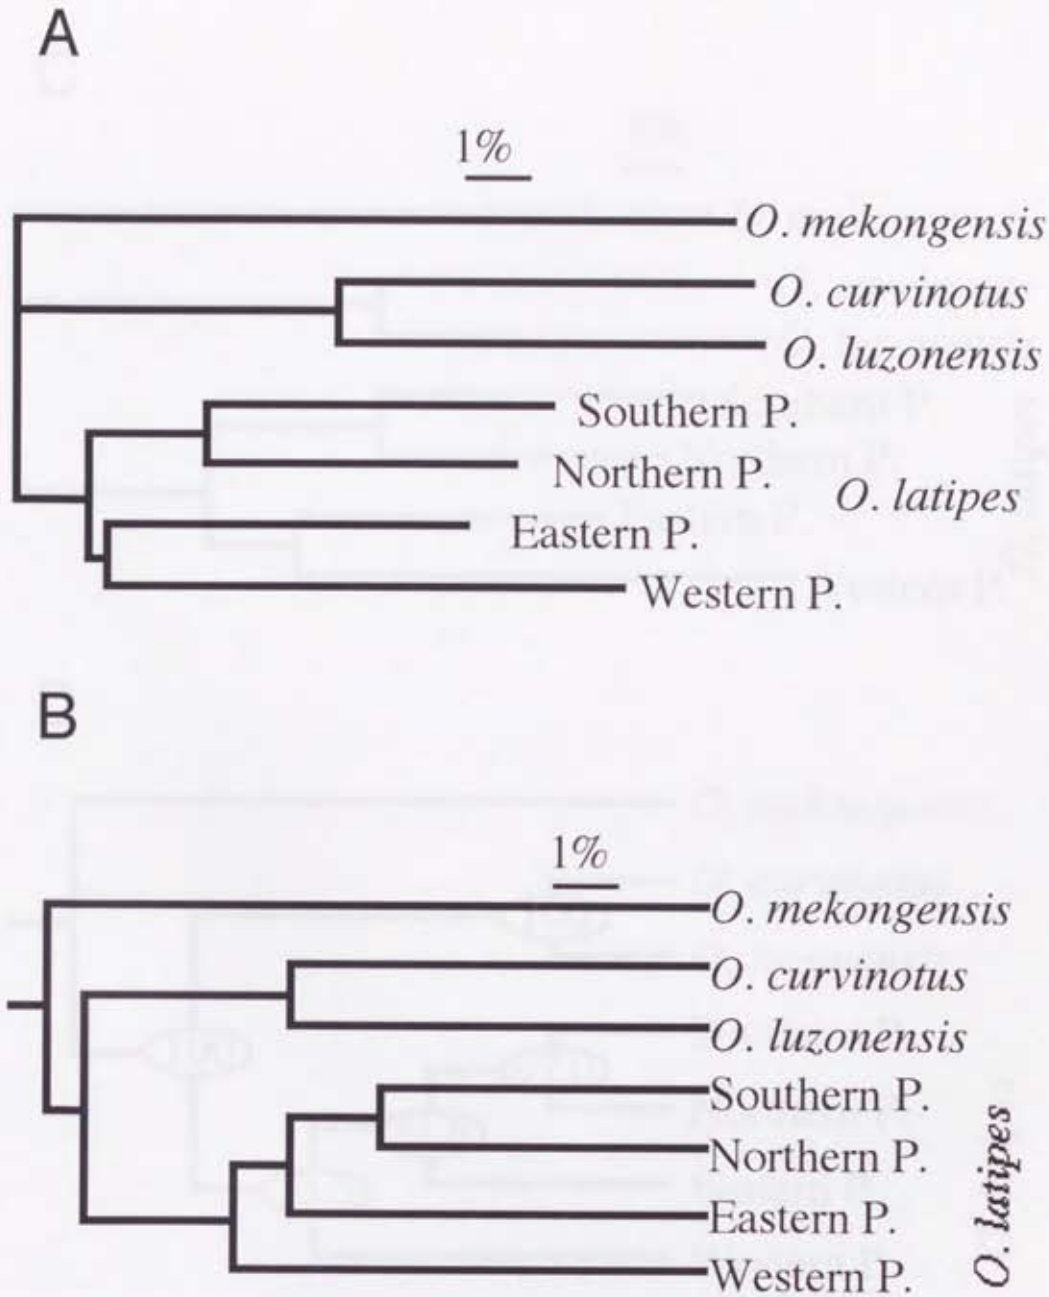 A
1%
O. mekongensis
O. curvinotus
O. luzonensis
Southern P.
Northern P.
O. latipes
Eastern P.
Western P.
B
1%
O. mekongensis
O. curvinotus
O. luzonensis
Southern P.
Northern P.
Eastern P.
Western P.
O. latipes